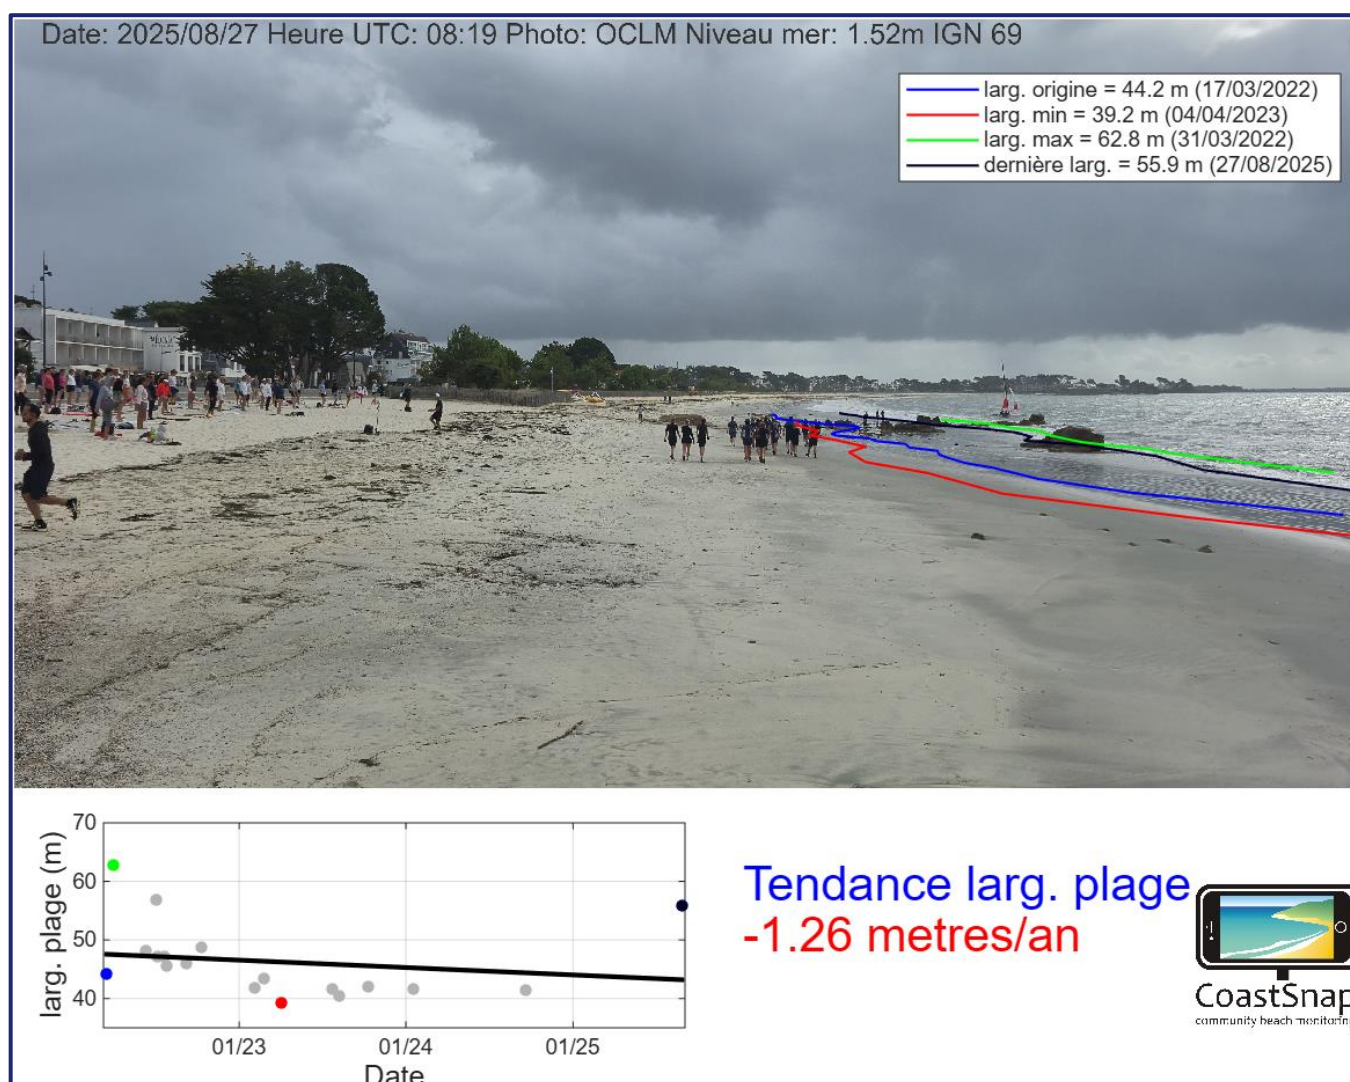 Date: 2025/08/27 Heure UTC: 08:19 Photo: OCLM Niveau mer: 1.52m IGN 69
larg. origine = 44.2 m (17/03/2022)
larg. min = 39.2 m (04/04/2023)
larg. max = 62.8 m (31/03/2022)
dernière larg. = 55.9 m (27/08/2025)
70
60
50
40
larg. plage (m)
01/23
01/24
01/25
Date
Tendance larg. plage
-1.26 metres/an
CoastSnap
community beach monitoring